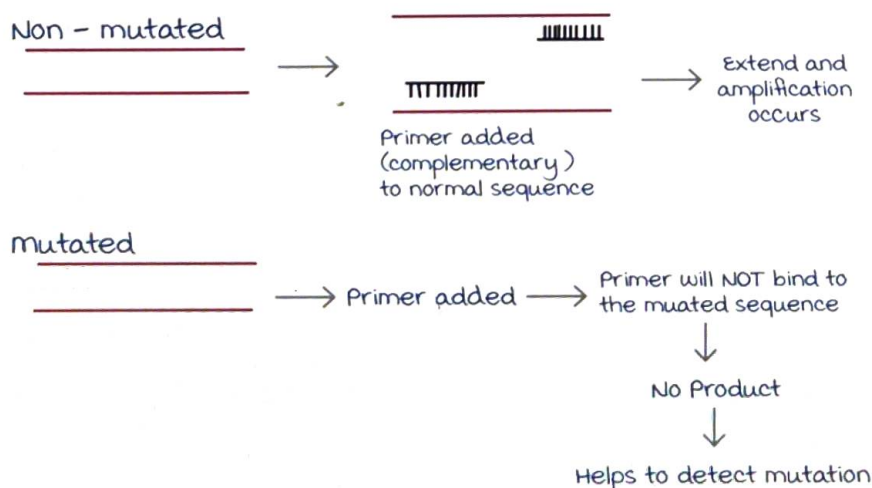 Non - mutated
Primer added
(complementary)
to normal sequence
Extend and
amplification
occurs
mutated
Primer added
Primer will NOT bind to
the muated sequence
No Product
Helps to detect mutation